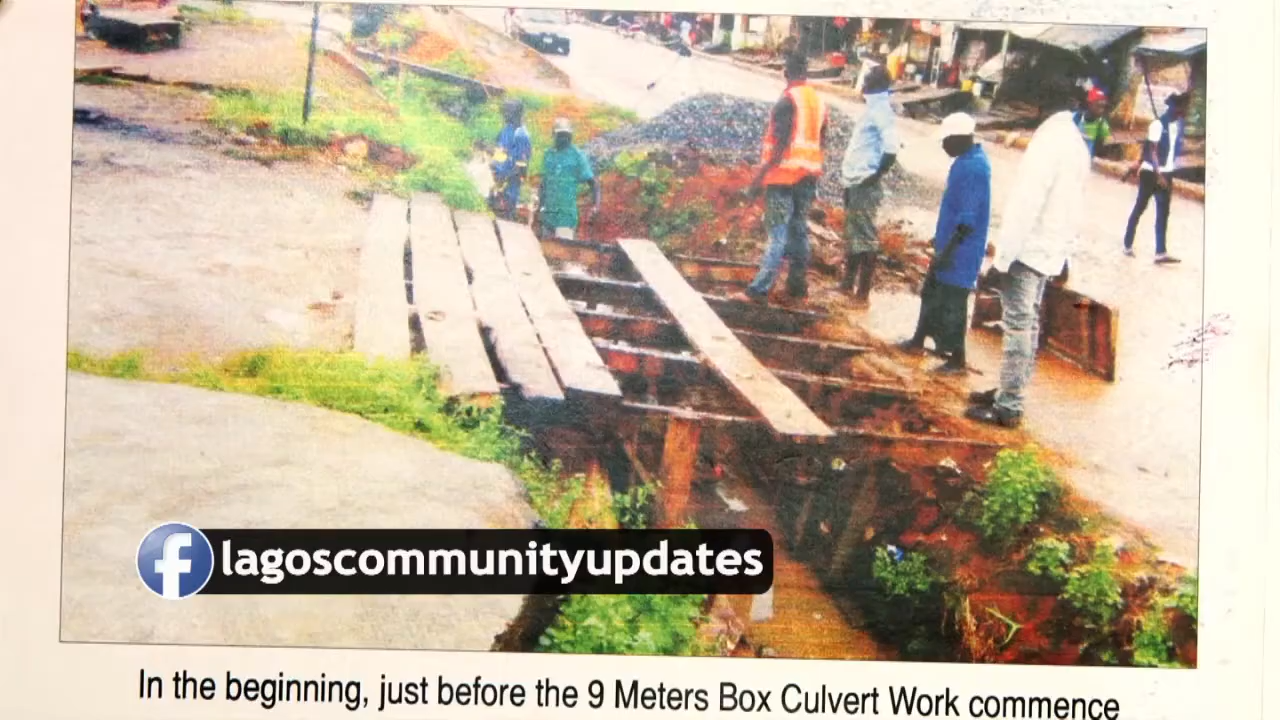 lagoscommunityupdates
In the beginning, just before the 9 Meters Box Culvert Work commence